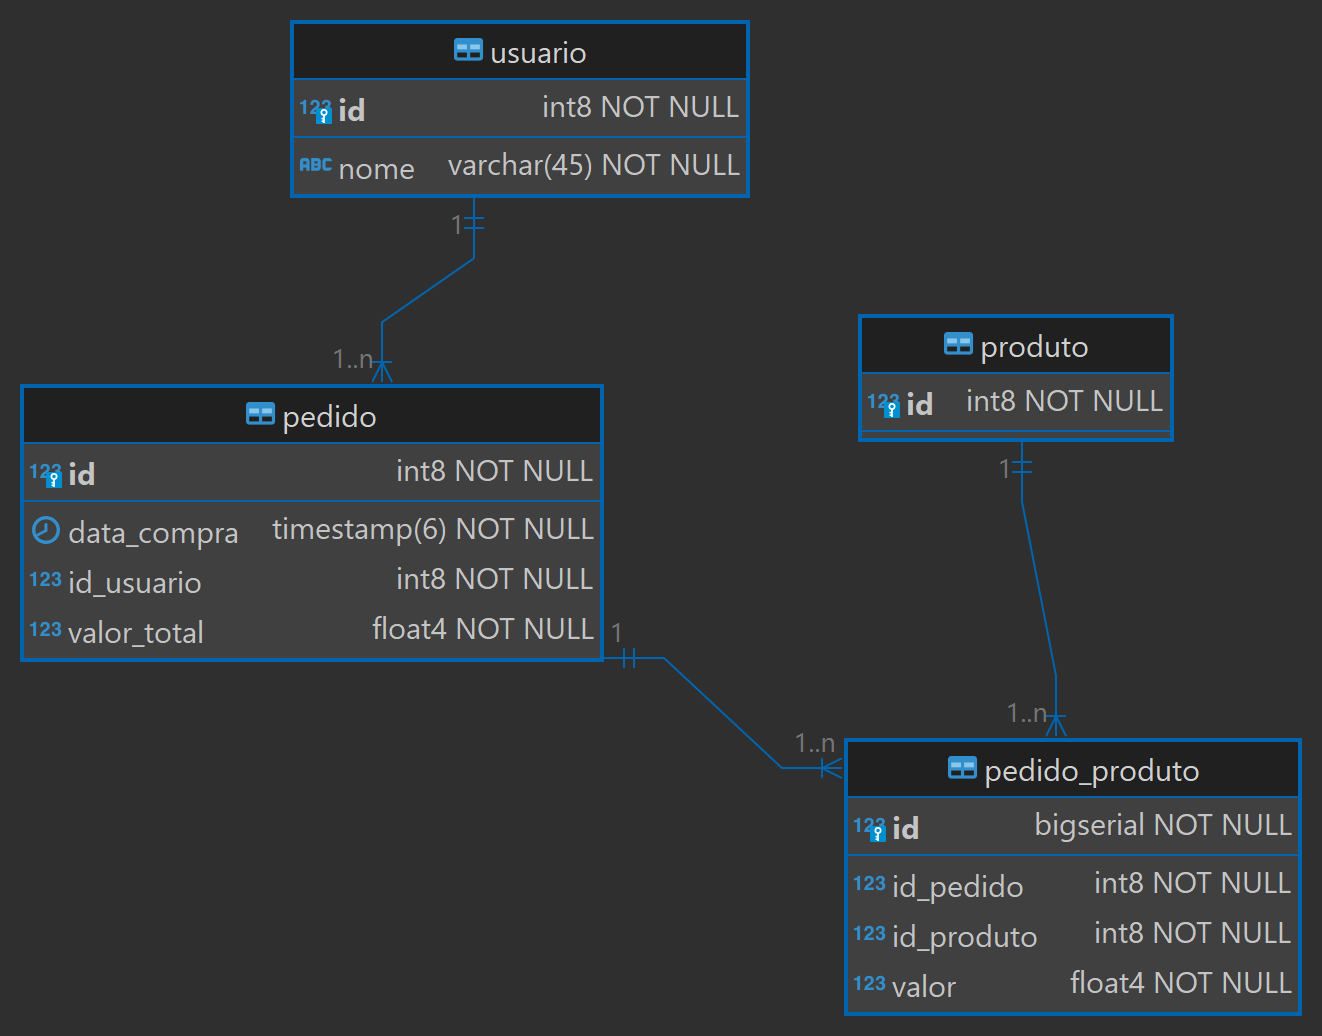 usuario
123 id int8 NOT NULL
ABC nome varchar(45) NOT NULL
1
1..n
pedido
123 id int8 NOT NULL
data_compra timestamp(6) NOT NULL
123 id_usuario int8 NOT NULL
123 valor_total float4 NOT NULL
1
1..n
produto
123 id int8 NOT NULL
1
1..n
pedido_produto
123 id bigserial NOT NULL
123 id_pedido int8 NOT NULL
123 id_produto int8 NOT NULL
123 valor float4 NOT NULL